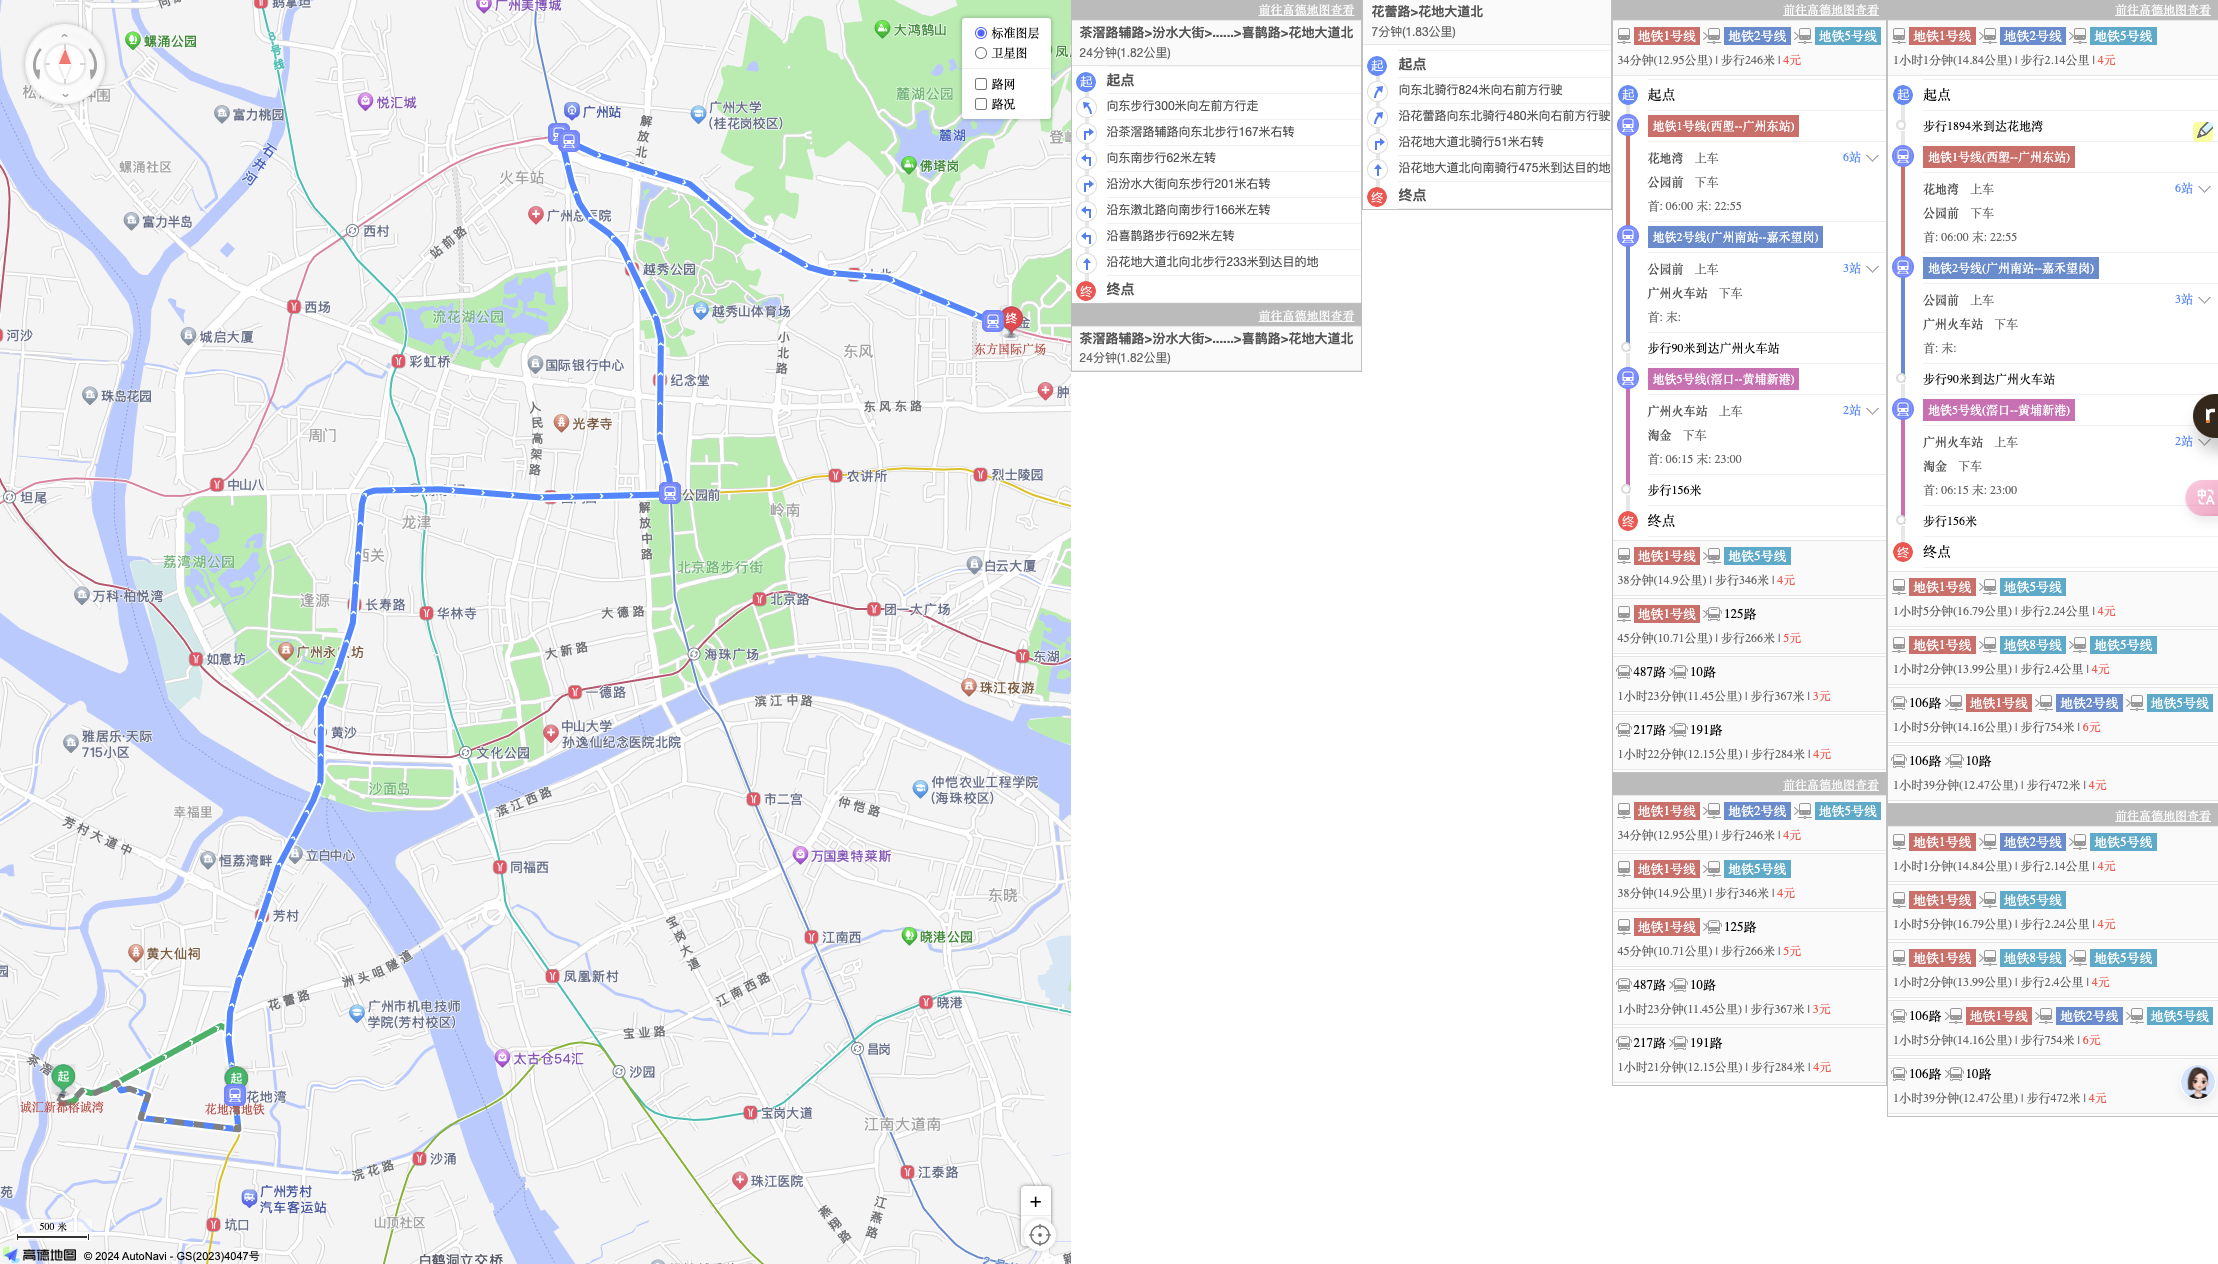 广州美博城
标准图层
卫星图
路网
路况
螺涌公园
3号线
大鸿鹄山
麓湖公园
悦汇城
富力桃园
广州站
广州大学
(桂花岗校区)
解放北
麓湖
石井河
螺涌社区
火车站
佛塔岗
富力半岛
西村
站前路
广州总医院
越秀公园
西场
流花湖公园
越秀山体育场
小北路
河沙
城启大厦
彩虹桥
国际银行中心
东风
东方国际广场
终
纪念堂
珠岛花园
人民高架路
东风东路
光孝寺
周门
中山八
农讲所
烈士陵园
坦尾
公园前
龙津
解放中路
岭南
荔湾湖公园
西关
北京路步行街
白云大厦
万科·柏悦湾
逢源
长寿路
华林寺
大德路
北京路
团一大广场
如意坊
大新路
海珠广场
东湖
一德路
珠江夜游
滨江中路
雅居乐·天际
715小区
黄沙
中山大学
孙逸仙纪念医院北院
文化公园
沙面岛
滨江西路
市二宫
仲恺路
仲恺农业工程学院
(海珠校区)
幸福里
芳村大道中
恒荔湾畔
立白中心
同福西
万国奥特莱斯
东晓
芳村
宝岗大道
江南西
晓港公园
黄大仙祠
洲头咀隧道
凤凰新村
江南西路
花蕾路
广州市机电技师
学院(芳村校区)
晓港
宝业路
昌岗
太古仓54汇
沙园
起
诚汇新都榕诚湾
起
花地湾
宝岗大道
江南大道南
沙涌
浣花路
江泰路
珠江医院
广州芳村
汽车客运站
坑口
山顶社区
燕翔路
江燕路
白鹤洞立交桥
500 米
高德地图 © 2024 AutoNavi - GS(2023)4047号
+
前往高德地图查看
茶滘路辅路>汾水大街>......>喜鹊路>花地大道北
24分钟(1.82公里)
起 起点
向东步行300米向左前方行走
沿茶滘路辅路向东北步行167米右转
向东南步行62米左转
沿汾水大街向东步行201米右转
沿东漖北路向南步行166米左转
沿喜鹊路步行692米左转
沿花地大道北向北步行233米到达目的地
终 终点
前往高德地图查看
茶滘路辅路>汾水大街>......>喜鹊路>花地大道北
24分钟(1.82公里)
花蕾路>花地大道北
7分钟(1.83公里)
起 起点
向东北骑行824米向右前方行驶
沿花蕾路向东北骑行480米向右前方行驶
沿花地大道北骑行51米右转
沿花地大道北向南骑行475米到达目的地
终 终点
前往高德地图查看
地铁1号线 > 地铁2号线 > 地铁5号线
34分钟(12.95公里) | 步行246米 | 4元
起 起点
地铁1号线(西塱--广州东站)
花地湾 上车 6站
公园前 下车
首: 06:00 末: 22:55
地铁2号线(广州南站--嘉禾望岗)
公园前 上车 3站
广州火车站 下车
首: 末:
步行90米到达广州火车站
地铁5号线(滘口--黄埔新港)
广州火车站 上车 2站
淘金 下车
首: 06:15 末: 23:00
步行156米
终 终点
地铁1号线 > 地铁5号线
38分钟(14.9公里) | 步行346米 | 4元
地铁1号线 > 125路
45分钟(10.71公里) | 步行266米 | 5元
487路 > 10路
1小时23分钟(11.45公里) | 步行367米 | 3元
217路 > 191路
1小时22分钟(12.15公里) | 步行284米 | 4元
前往高德地图查看
地铁1号线 > 地铁2号线 > 地铁5号线
34分钟(12.95公里) | 步行246米 | 4元
地铁1号线 > 地铁5号线
38分钟(14.9公里) | 步行346米 | 4元
地铁1号线 > 125路
45分钟(10.71公里) | 步行266米 | 5元
487路 > 10路
1小时23分钟(11.45公里) | 步行367米 | 3元
217路 > 191路
1小时21分钟(12.15公里) | 步行284米 | 4元
前往高德地图查看
地铁1号线 > 地铁2号线 > 地铁5号线
1小时1分钟(14.84公里) | 步行2.14公里 | 4元
起 起点
步行1894米到达花地湾
地铁1号线(西塱--广州东站)
花地湾 上车 6站
公园前 下车
首: 06:00 末: 22:55
地铁2号线(广州南站--嘉禾望岗)
公园前 上车 3站
广州火车站 下车
首: 末:
步行90米到达广州火车站
地铁5号线(滘口--黄埔新港)
广州火车站 上车 2站
淘金 下车
首: 06:15 末: 23:00
步行156米
终 终点
地铁1号线 > 地铁5号线
1小时5分钟(16.79公里) | 步行2.24公里 | 4元
地铁1号线 > 地铁8号线 > 地铁5号线
1小时2分钟(13.99公里) | 步行2.4公里 | 4元
106路 > 地铁1号线 > 地铁2号线 > 地铁5号线
1小时5分钟(14.16公里) | 步行754米 | 6元
106路 > 10路
1小时39分钟(12.47公里) | 步行472米 | 4元
前往高德地图查看
地铁1号线 > 地铁2号线 > 地铁5号线
1小时1分钟(14.84公里) | 步行2.14公里 | 4元
地铁1号线 > 地铁5号线
1小时5分钟(16.79公里) | 步行2.24公里 | 4元
地铁1号线 > 地铁8号线 > 地铁5号线
1小时2分钟(13.99公里) | 步行2.4公里 | 4元
106路 > 地铁1号线 > 地铁2号线 > 地铁5号线
1小时5分钟(14.16公里) | 步行754米 | 6元
106路 > 10路
1小时39分钟(12.47公里) | 步行472米 | 4元